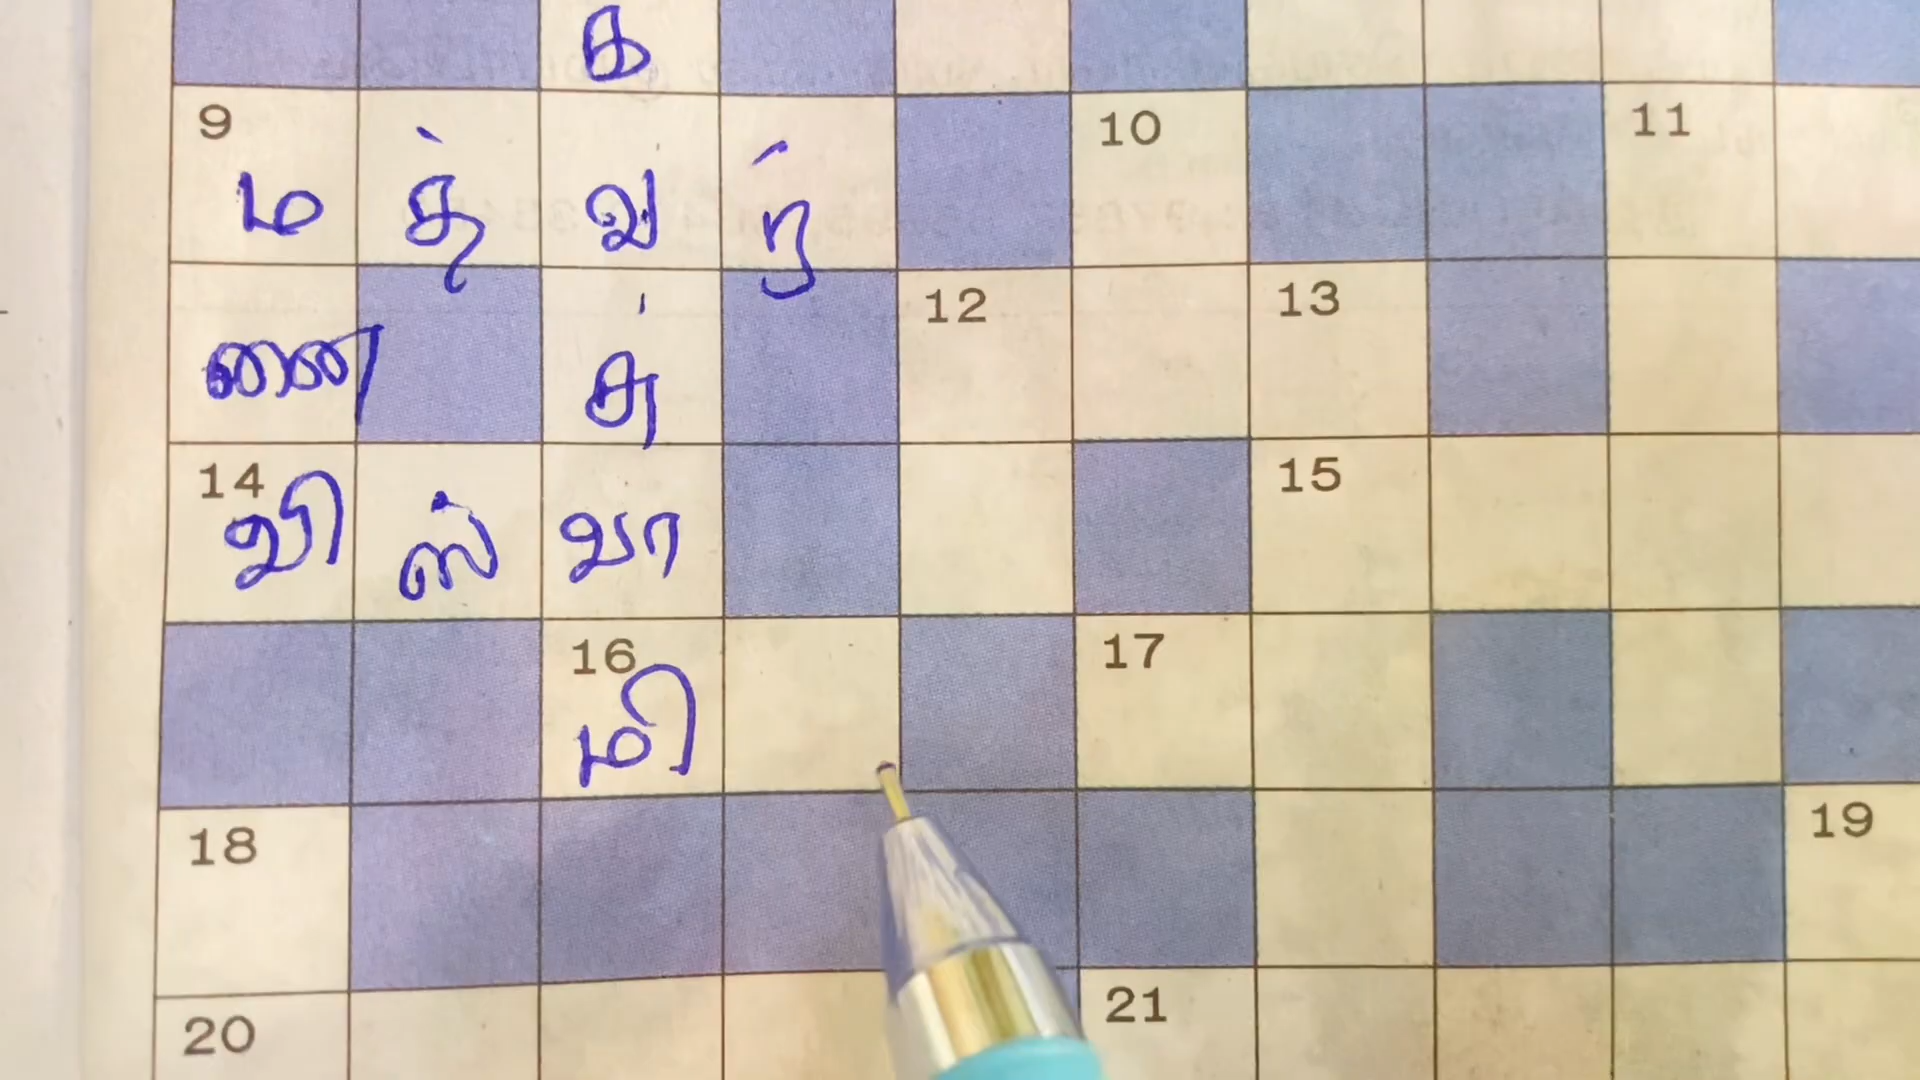 க
9 10 11
ம த் வ ர்
12 13
னை சு
14 15
வி ஸ் வா
16 17
மி
18 19
20 21